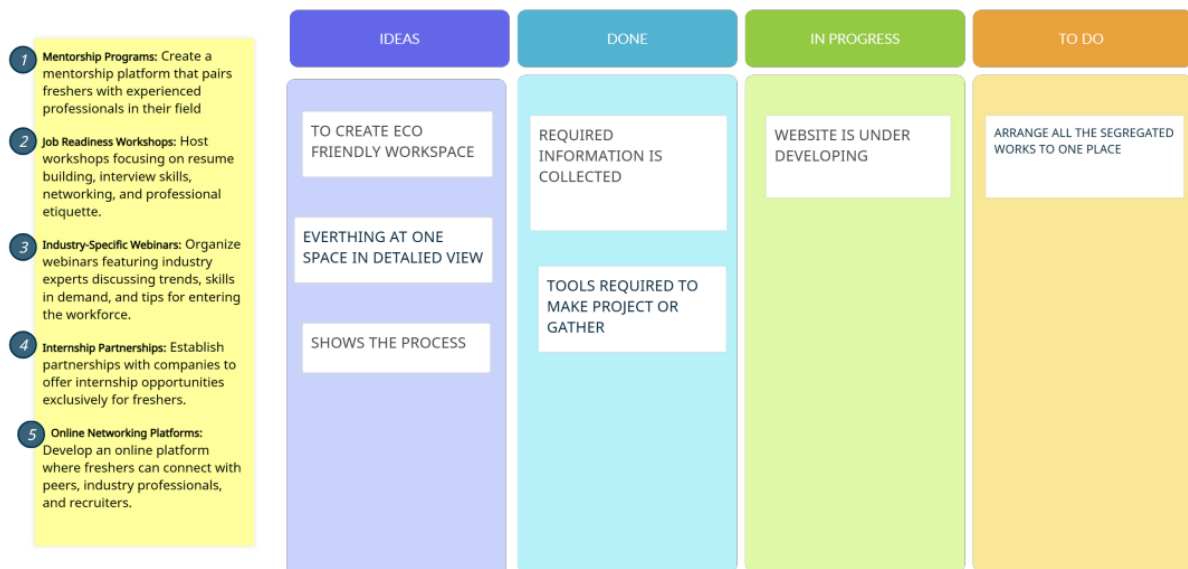 1
Mentorship Programs: Create a
mentorship platform that pairs
freshers with experienced
professionals in their field
2
Job Readiness Workshops: Host
workshops focusing on resume
building, interview skills,
networking, and professional
etiquette.
3
Industry-Specific Webinars: Organize
webinars featuring industry
experts discussing trends, skills
in demand, and tips for entering
the workforce.
4
Internship Partnerships: Establish
partnerships with companies to
offer internship opportunities
exclusively for freshers.
5
Online Networking Platforms:
Develop an online platform
where freshers can connect with
peers, industry professionals,
and recruiters.
IDEAS
TO CREATE ECO
FRIENDLY WORKSPACE
EVERTHING AT ONE
SPACE IN DETALIED VIEW
SHOWS THE PROCESS
DONE
REQUIRED
INFORMATION IS
COLLECTED
TOOLS REQUIRED TO
MAKE PROJECT OR
GATHER
IN PROGRESS
WEBSITE IS UNDER
DEVELOPING
TO DO
ARRANGE ALL THE SEGREGATED
WORKS TO ONE PLACE